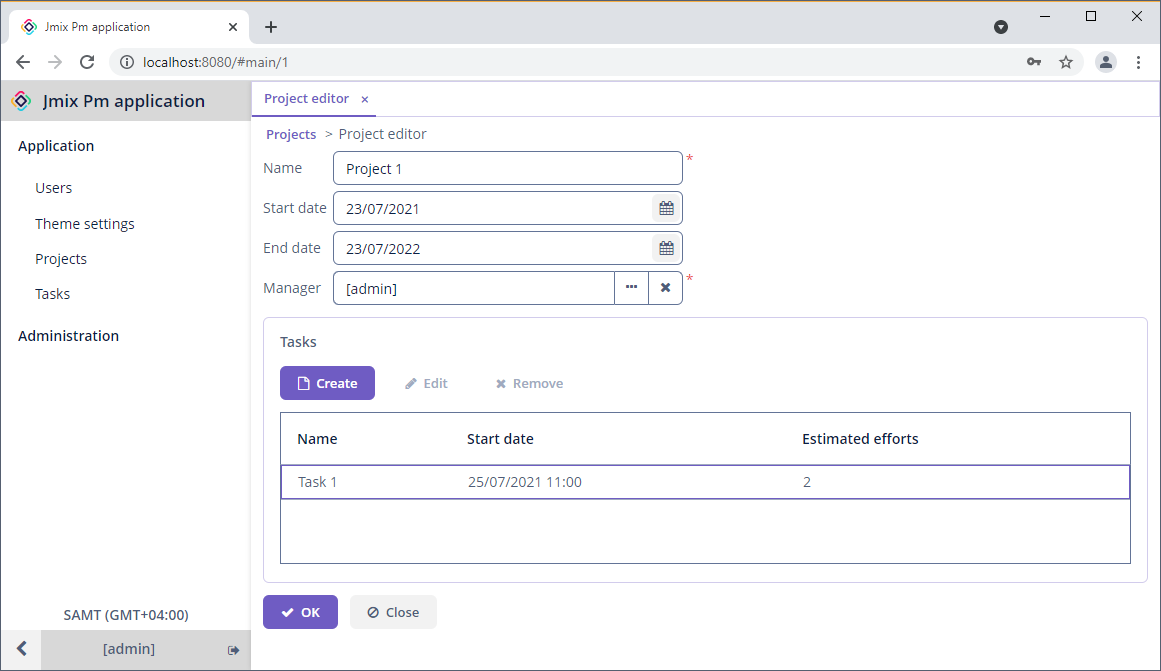 Jmix Pm application
localhost:8080/#main/1
Jmix Pm application
Application
Users
Theme settings
Projects
Tasks
Administration
SAMT (GMT+04:00)
[admin]
Project editor
Projects > Project editor
Name Project 1 *
Start date 23/07/2021
End date 23/07/2022
Manager [admin] *
Tasks
Create Edit Remove
Name Start date Estimated efforts
Task 1 25/07/2021 11:00 2
OK Close